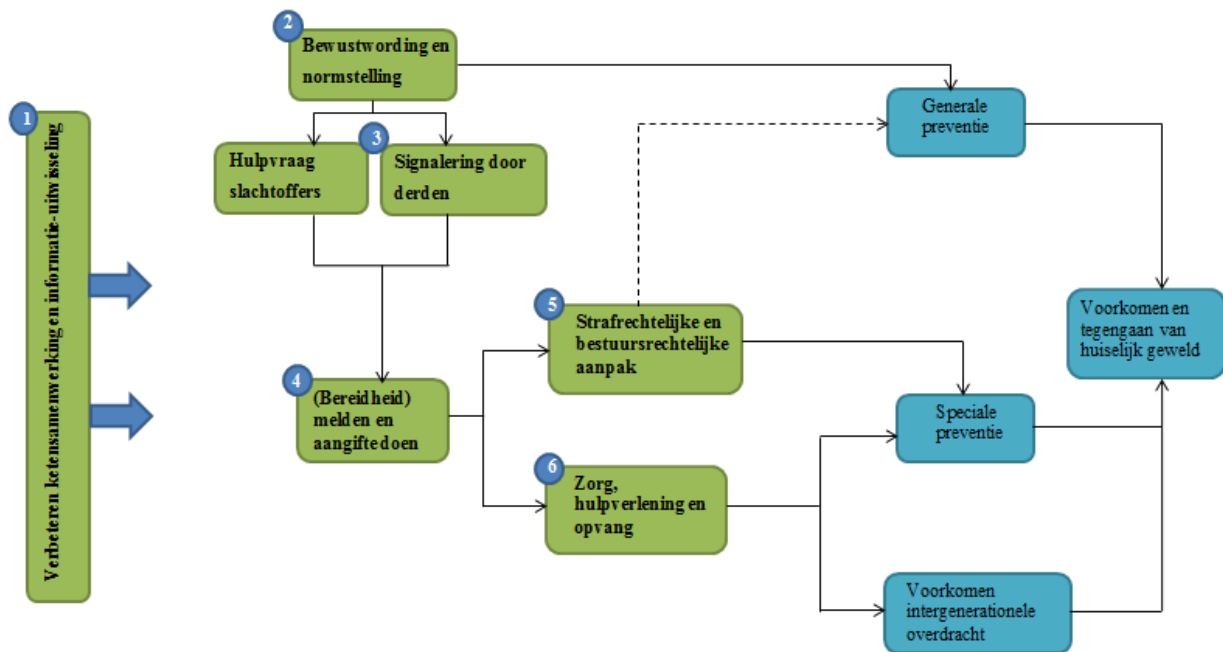 1
Verbeteren ketensamenwerking en informatie-uitwisseling
2
Bewustwording en
normstelling
Hulpvraag
slachtoffers
3
Signalering door
derden
4
(Bereidheid)
melden en
aangifte doen
5
Strafrechtelijke en
bestuursrechtelijke
aanpak
6
Zorg,
hulpverlening en
opvang
Generale
preventie
Speciale
preventie
Voorkomen
intergenerationele
overdracht
Voorkomen en
tegengaan van
huiselijk geweld